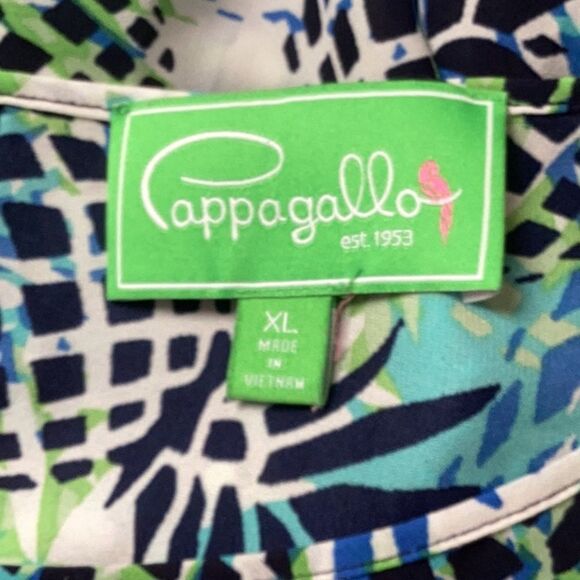 Pappagallo
est. 1953
XL
MADE
IN
VIETNAM